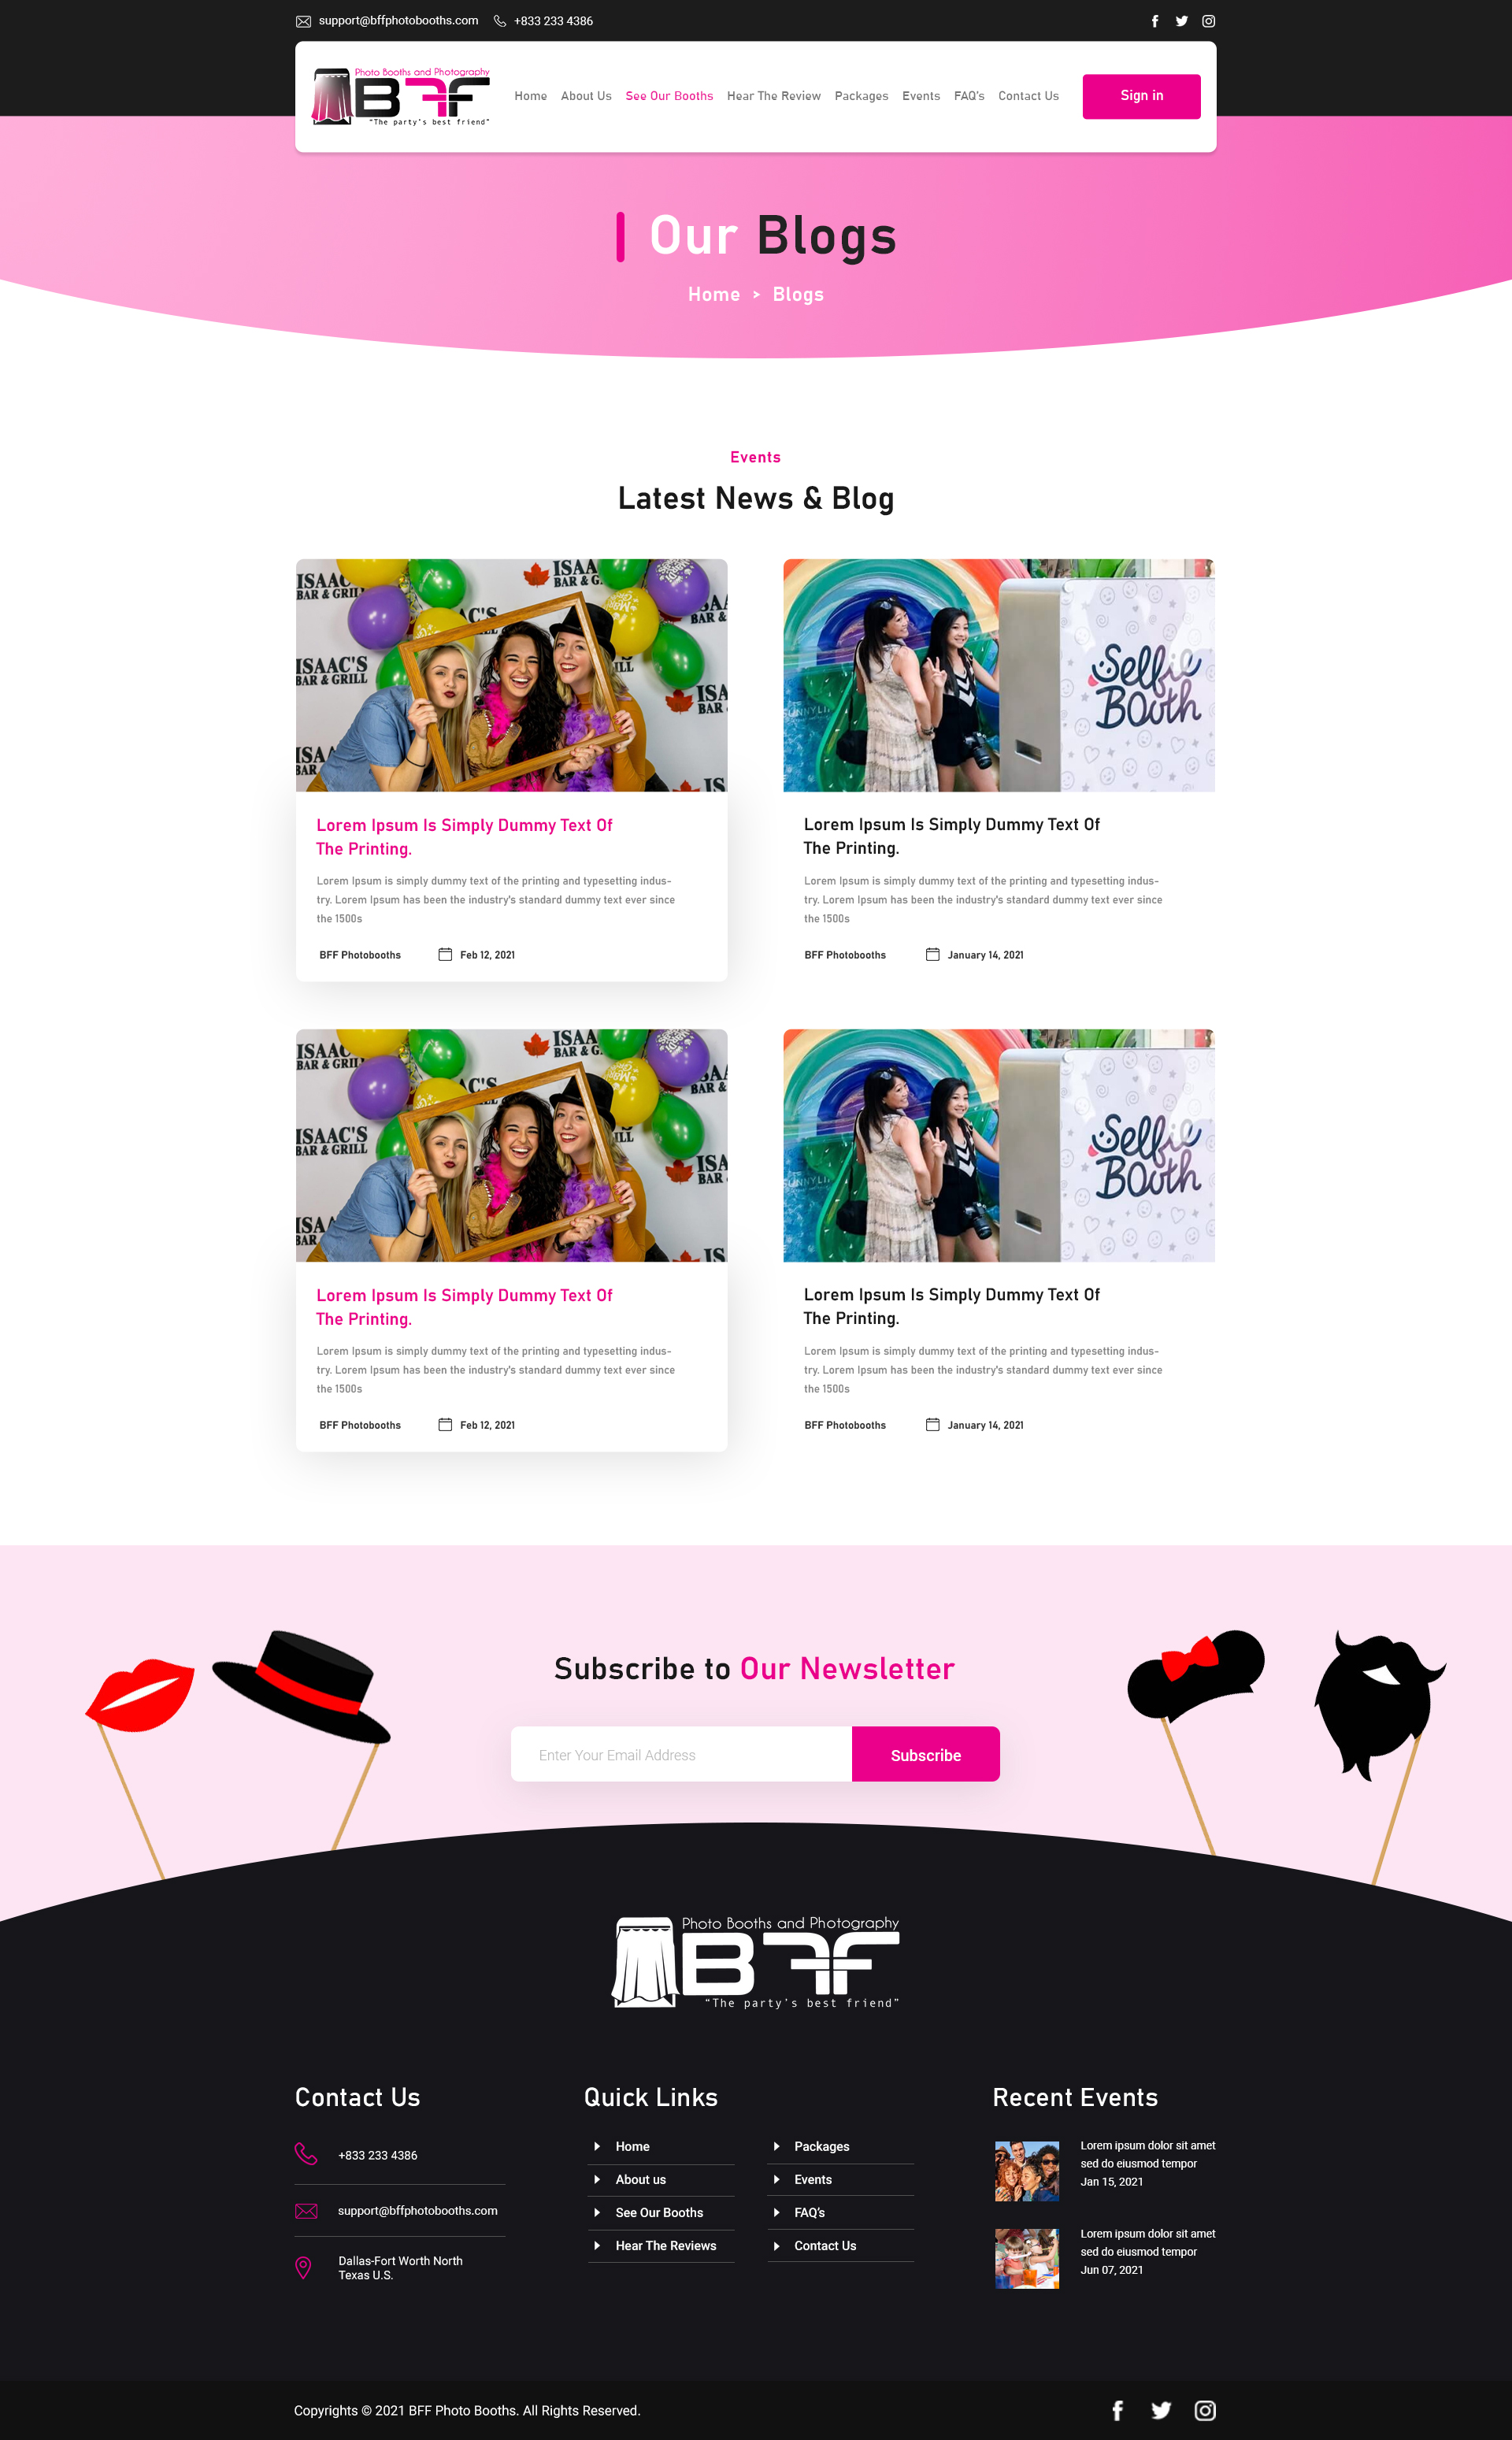 support@bffphotobooths.com +833 233 4386
Photo Booths and Photography
BFF
"The party's best friend"
Home About Us See Our Booths Hear The Review Packages Events FAQ's Contact Us Sign in
Our Blogs
Home > Blogs
Events
Latest News & Blog
ISAAC'S
BAR & GRILL
Selfie
Booth
Lorem Ipsum Is Simply Dummy Text Of
The Printing.
Lorem Ipsum is simply dummy text of the printing and typesetting indus-
try. Lorem Ipsum has been the industry's standard dummy text ever since
the 1500s
BFF Photobooths Feb 12, 2021
Lorem Ipsum Is Simply Dummy Text Of
The Printing.
Lorem Ipsum is simply dummy text of the printing and typesetting indus-
try. Lorem Ipsum has been the industry's standard dummy text ever since
the 1500s
BFF Photobooths January 14, 2021
ISAAC'S
BAR & GRILL
Selfie
Booth
Lorem Ipsum Is Simply Dummy Text Of
The Printing.
Lorem Ipsum is simply dummy text of the printing and typesetting indus-
try. Lorem Ipsum has been the industry's standard dummy text ever since
the 1500s
BFF Photobooths Feb 12, 2021
Lorem Ipsum Is Simply Dummy Text Of
The Printing.
Lorem Ipsum is simply dummy text of the printing and typesetting indus-
try. Lorem Ipsum has been the industry's standard dummy text ever since
the 1500s
BFF Photobooths January 14, 2021
Subscribe to Our Newsletter
Enter Your Email Address Subscribe
Photo Booths and Photography
BFF
"The party's best friend"
Contact Us
+833 233 4386
support@bffphotobooths.com
Dallas-Fort Worth North
Texas U.S.
Quick Links
Home
About us
See Our Booths
Hear The Reviews
Packages
Events
FAQ's
Contact Us
Recent Events
Lorem ipsum dolor sit amet
sed do eiusmod tempor
Jan 15, 2021
Lorem ipsum dolor sit amet
sed do eiusmod tempor
Jun 07, 2021
Copyrights © 2021 BFF Photo Booths. All Rights Reserved.